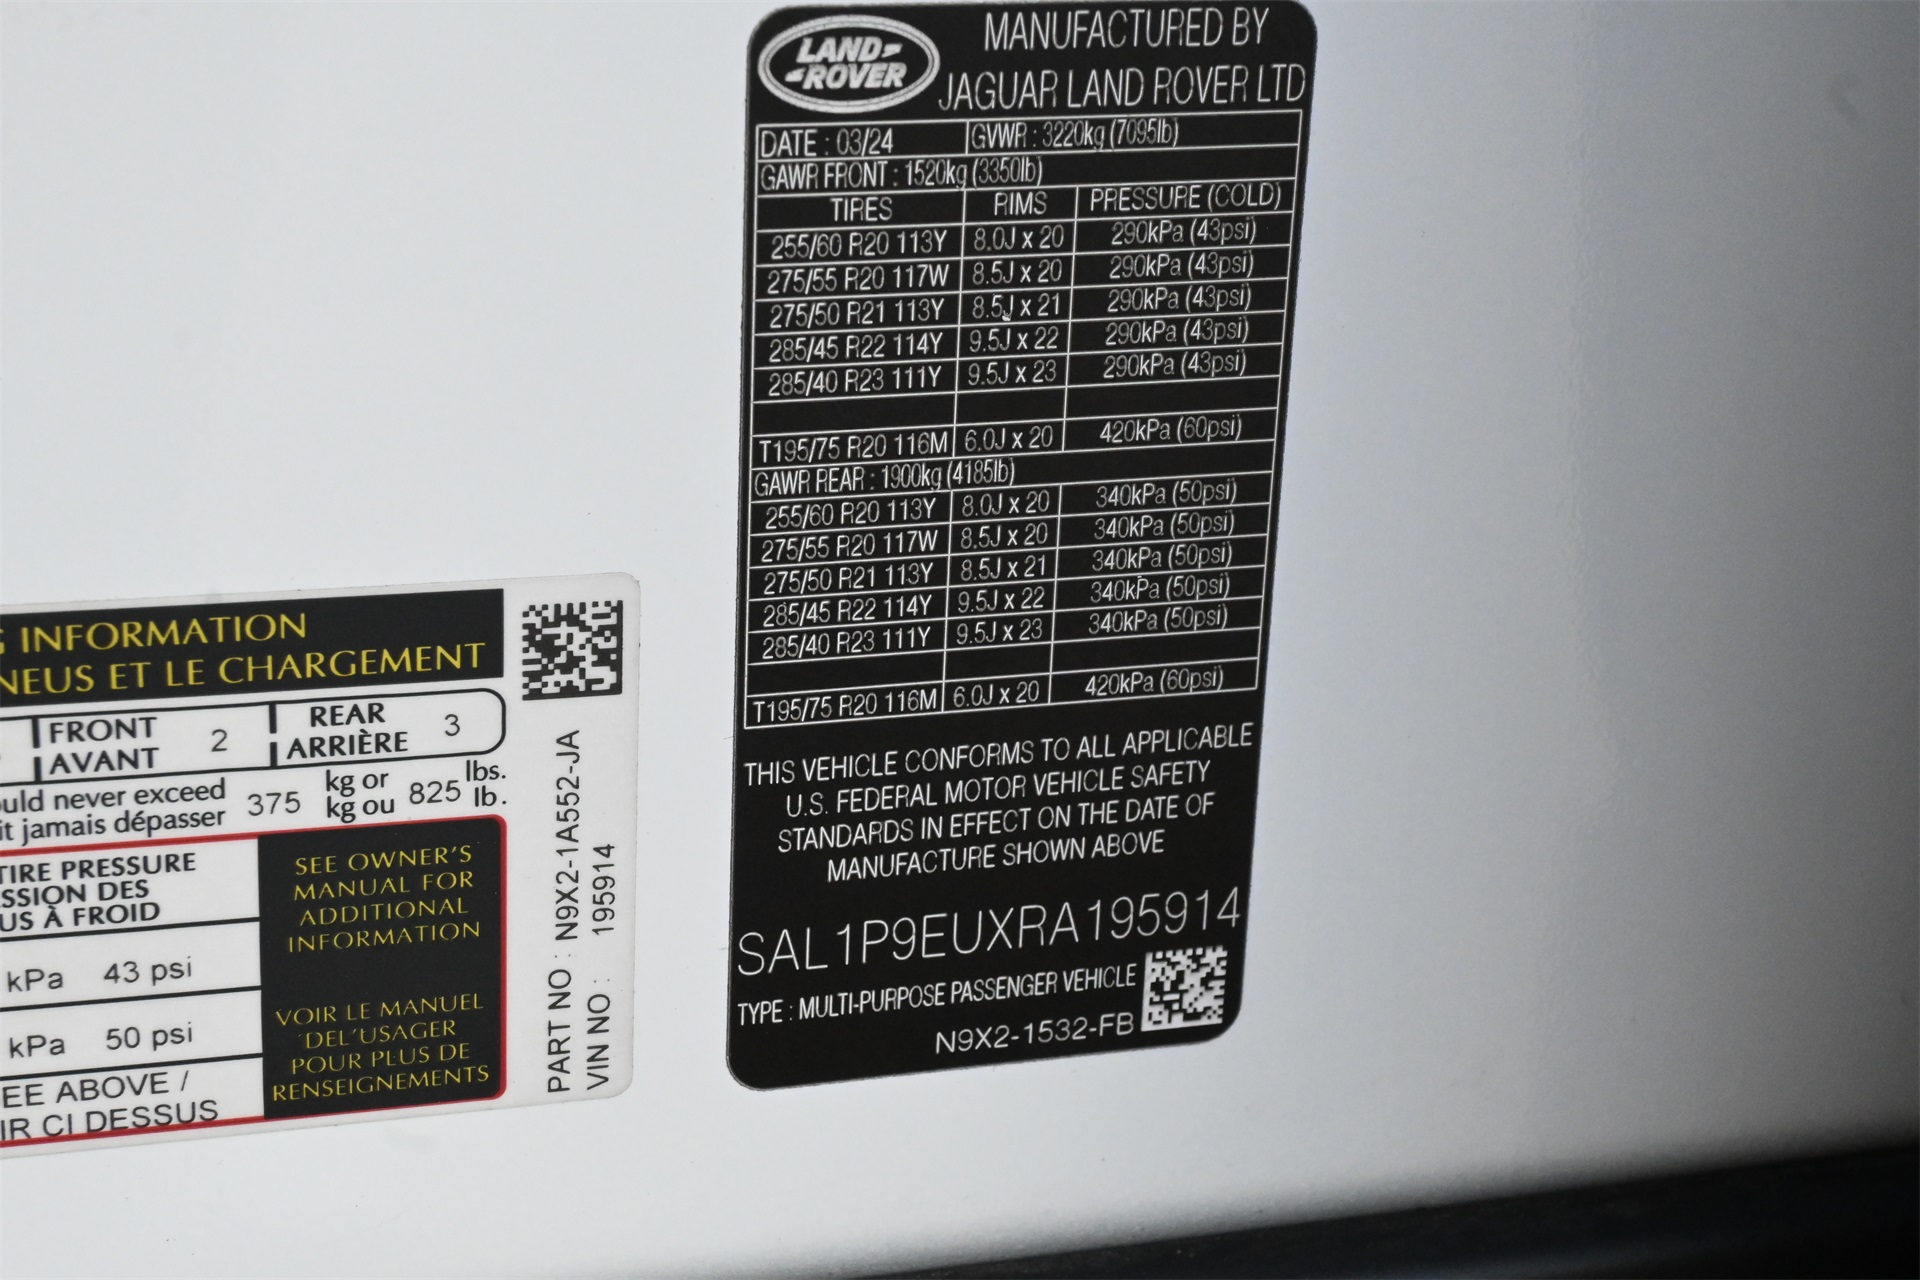 LAND-
-ROVER
MANUFACTURED BY
JAGUAR LAND ROVER LTD
DATE : 03/24 GVWR : 3220kg (7095lb)
GAWR FRONT : 1520kg (3350lb)
TIRES RIMS PRESSURE (COLD)
255/60 R20 113Y 8.0J x 20 290kPa (43psi)
275/55 R20 117W 8.5J x 20 290kPa (43psi)
275/50 R21 113Y 8.5J x 21 290kPa (43psi)
285/45 R22 114Y 9.5J x 22 290kPa (43psi)
285/40 R23 111Y 9.5J x 23 290kPa (43psi)
T195/75 R20 116M 6.0J x 20 420kPa (60psi)
GAWR REAR : 1900kg (4185lb)
255/60 R20 113Y 8.0J x 20 340kPa (50psi)
275/55 R20 117W 8.5J x 20 340kPa (50psi)
275/50 R21 113Y 8.5J x 21 340kPa (50psi)
285/45 R22 114Y 9.5J x 22 340kPa (50psi)
285/40 R23 111Y 9.5J x 23 340kPa (50psi)
T195/75 R20 116M 6.0J x 20 420kPa (60psi)
THIS VEHICLE CONFORMS TO ALL APPLICABLE
U.S. FEDERAL MOTOR VEHICLE SAFETY
STANDARDS IN EFFECT ON THE DATE OF
MANUFACTURE SHOWN ABOVE
SAL1P9EUXRA195914
TYPE : MULTI-PURPOSE PASSENGER VEHICLE
N9X2-1532-FB
G INFORMATION
NEUS ET LE CHARGEMENT
FRONT 2 REAR 3
AVANT ARRIÈRE
uld never exceed 375 kg or 825 lbs.
it jamais dépasser kg ou lb.
TIRE PRESSURE
SSION DES
US À FROID
kPa 43 psi
kPa 50 psi
EE ABOVE /
IR CI DESSUS
SEE OWNER'S
MANUAL FOR
ADDITIONAL
INFORMATION
VOIR LE MANUEL
DEL'USAGER
POUR PLUS DE
RENSEIGNEMENTS
PART NO : N9X2-1A552-JA
VIN NO : 195914